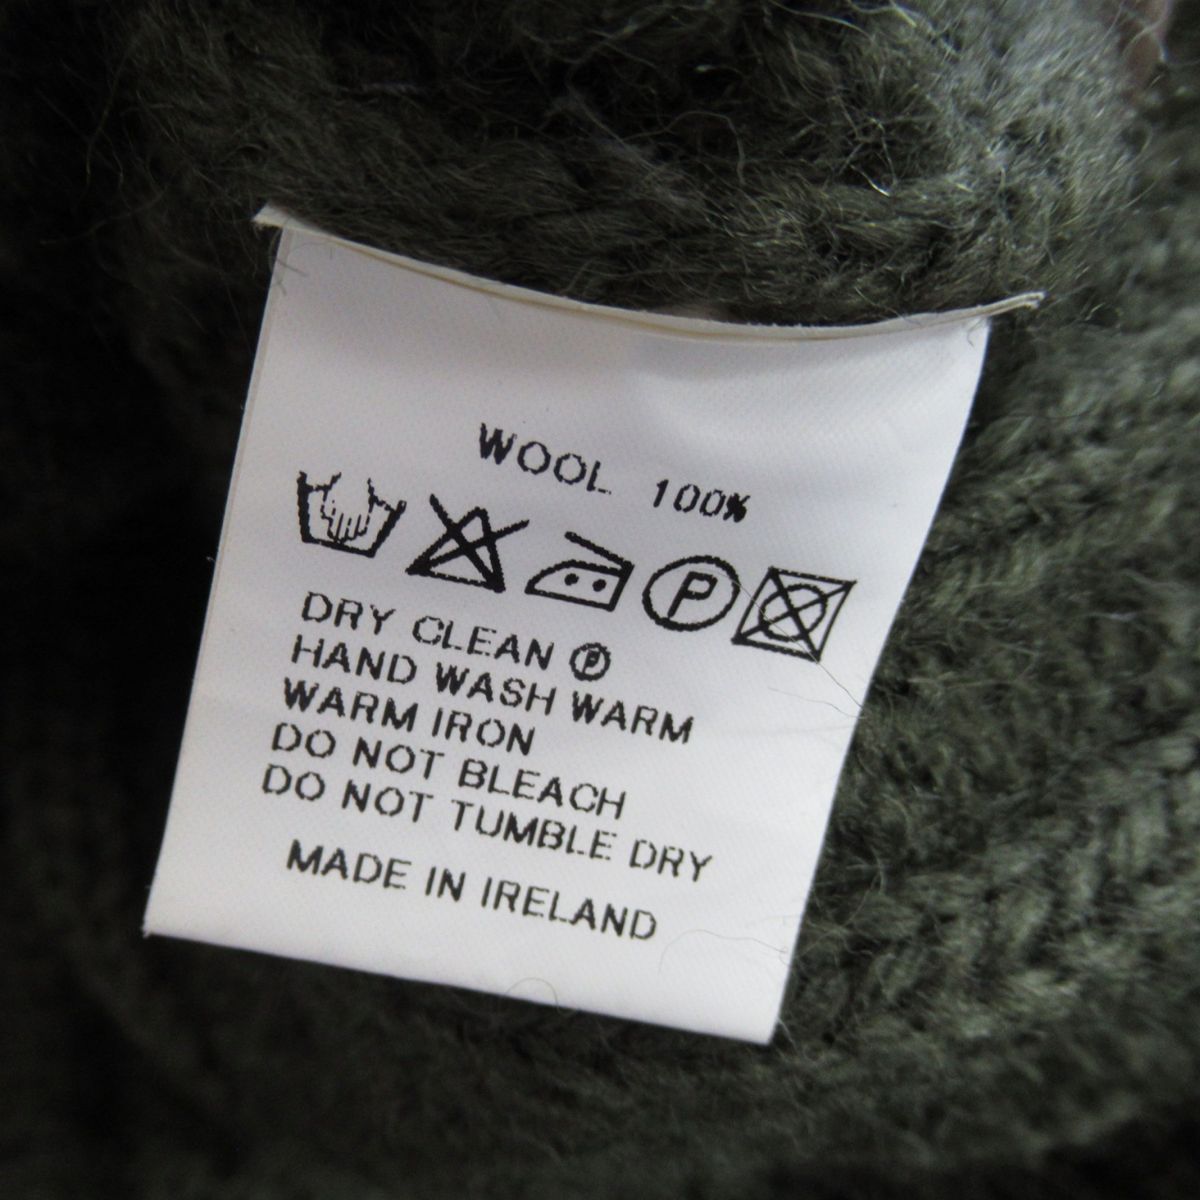 WOOL 100%
P
DRY CLEAN Ⓟ
HAND WASH WARM
WARM IRON
DO NOT BLEACH
DO NOT TUMBLE DRY
MADE IN IRELAND